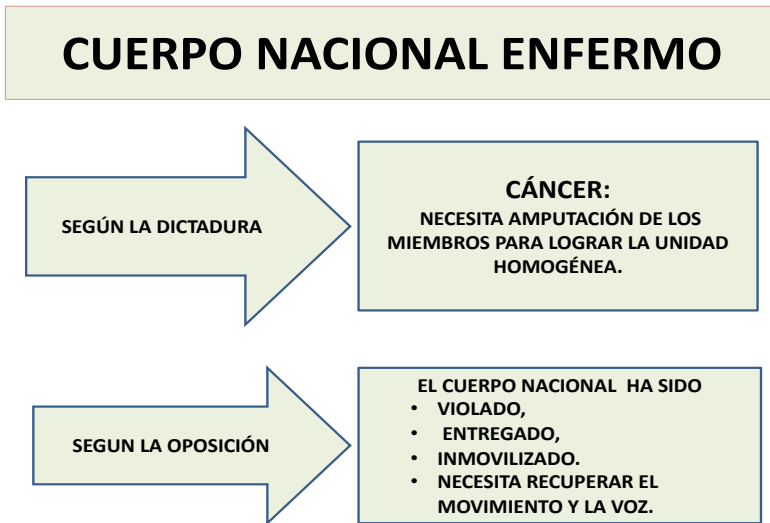 CUERPO NACIONAL ENFERMO
SEGÚN LA DICTADURA
CÁNCER:
NECESITA AMPUTACIÓN DE LOS
MIEMBROS PARA LOGRAR LA UNIDAD
HOMOGÉNEA.
SEGUN LA OPOSICIÓN
EL CUERPO NACIONAL HA SIDO
• VIOLADO,
• ENTREGADO,
• INMOVILIZADO.
• NECESITA RECUPERAR EL
MOVIMIENTO Y LA VOZ.